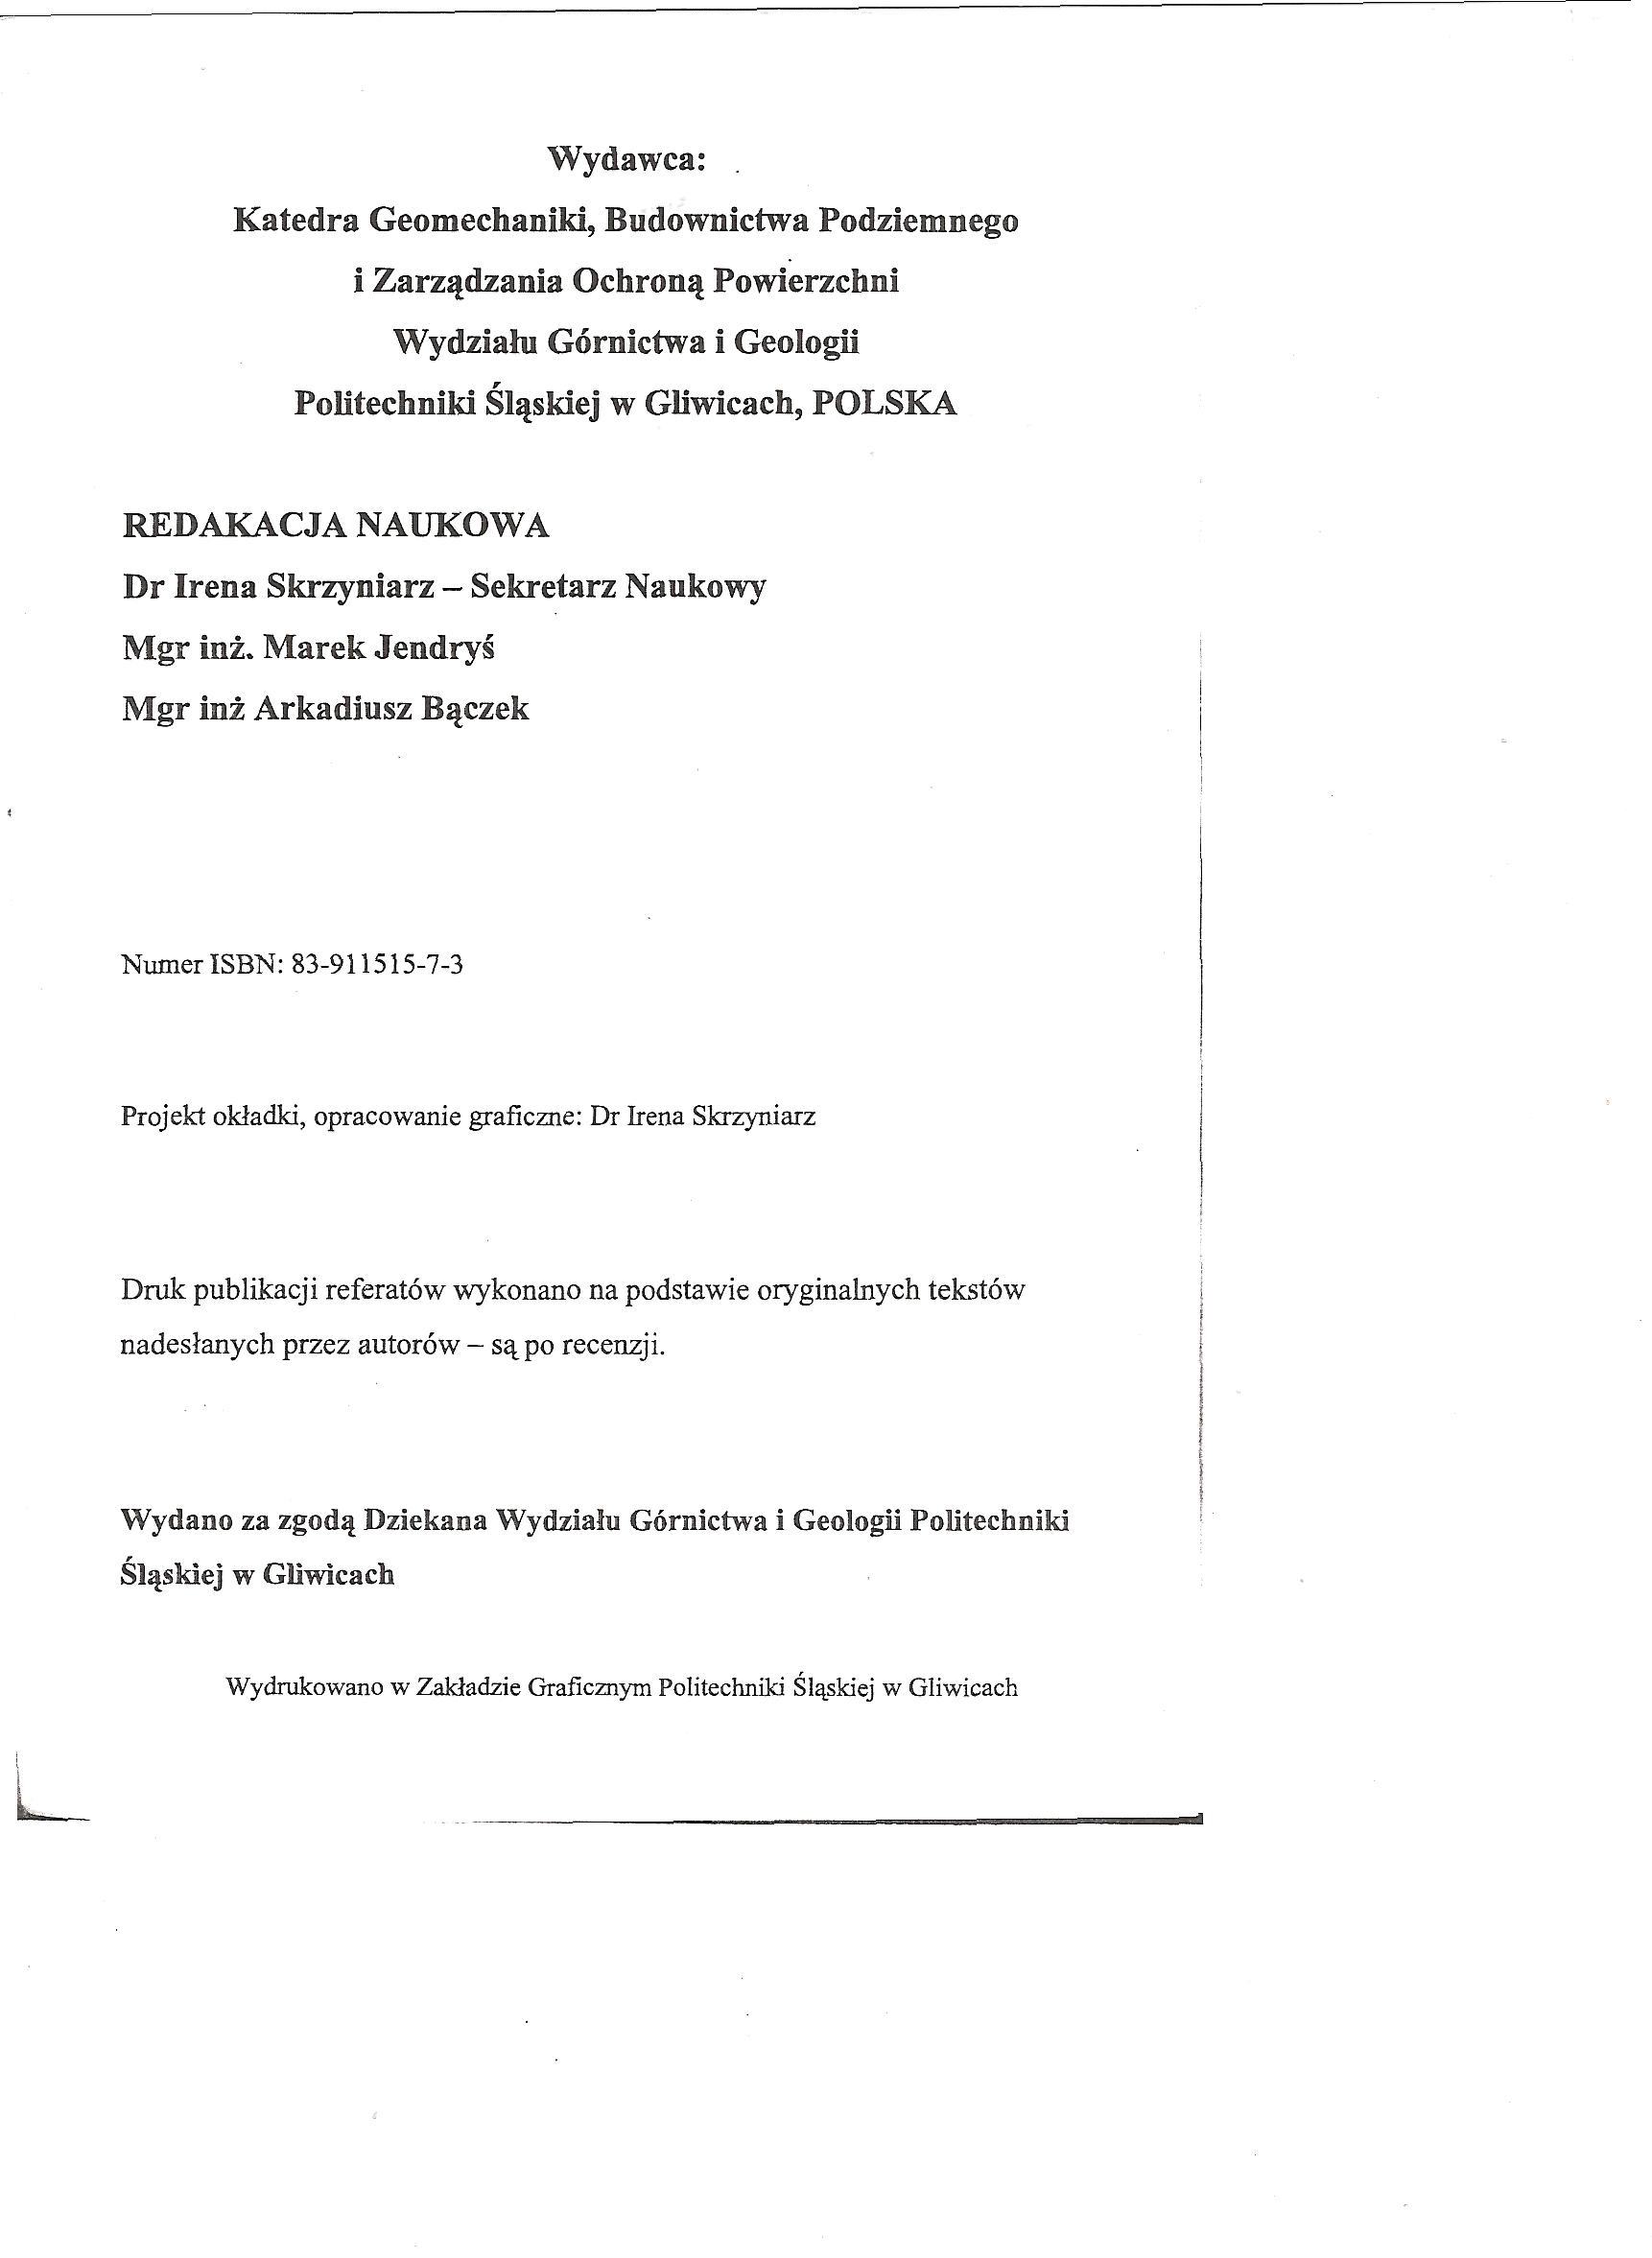 Wydawca:
Katedra Geomechaniki, Budownictwa Podziemnego
i Zarządzania Ochroną Powierzchni
Wydziału Górnictwa i Geologii
Politechniki Śląskiej w Gliwicach, POLSKA
REDAKACJA NAUKOWA
Dr Irena Skrzyniarz – Sekretarz Naukowy
Mgr inż. Marek Jendryś
Mgr inż Arkadiusz Bączek
Numer ISBN: 83-911515-7-3
Projekt okładki, opracowanie graficzne: Dr Irena Skrzyniarz
Druk publikacji referatów wykonano na podstawie oryginalnych tekstów
nadesłanych przez autorów – są po recenzji.
Wydano za zgodą Dziekana Wydziału Górnictwa i Geologii Politechniki
Śląskiej w Gliwicach
Wydrukowano w Zakładzie Graficznym Politechniki Śląskiej w Gliwicach